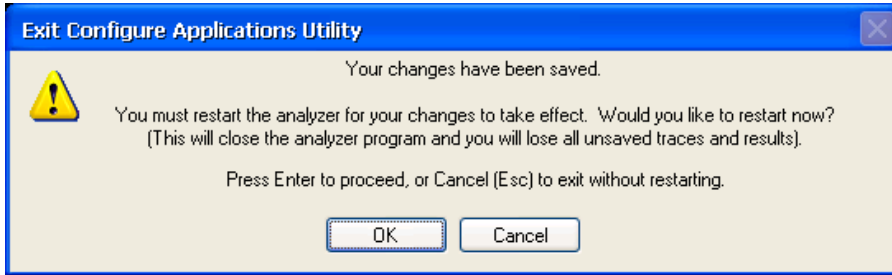 Exit Configure Applications Utility
Your changes have been saved.
You must restart the analyzer for your changes to take effect.  Would you like to restart now?
(This will close the analyzer program and you will lose all unsaved traces and results).
Press Enter to proceed, or Cancel (Esc) to exit without restarting.
OK
Cancel